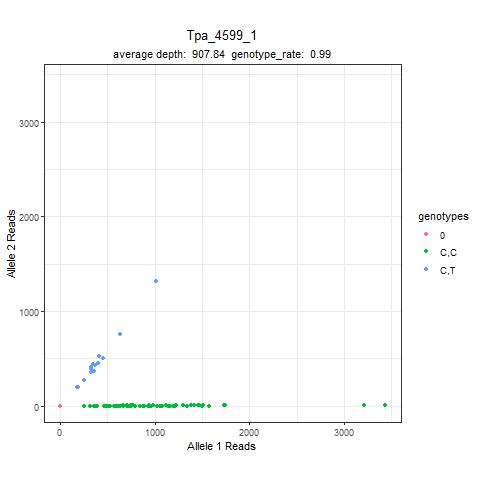 Tpa_4599_1
average depth: 907.84 genotype_rate: 0.99
3000
2000
1000
0
Allele 2 Reads
0 1000 2000 3000
Allele 1 Reads
genotypes
0
C,C
C,T